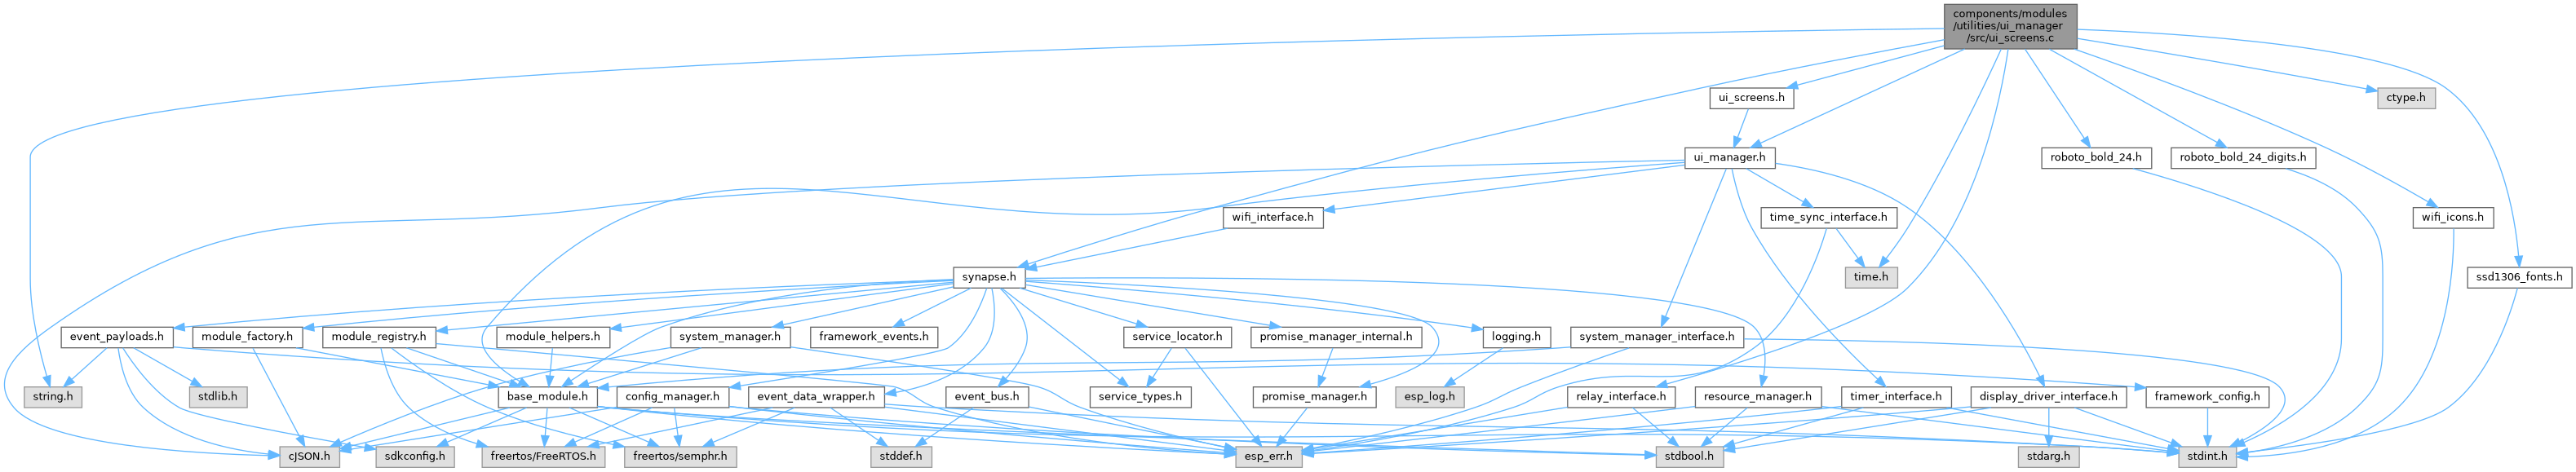 components/modules
/utilities/ui_manager
/src/ui_screens.c
ui_screens.h
ctype.h
ui_manager.h
roboto_bold_24.h
roboto_bold_24_digits.h
wifi_interface.h
time_sync_interface.h
wifi_icons.h
synapse.h
time.h
ssd1306_fonts.h
event_payloads.h
module_factory.h
module_registry.h
module_helpers.h
system_manager.h
framework_events.h
service_locator.h
promise_manager_internal.h
logging.h
system_manager_interface.h
string.h
stdlib.h
base_module.h
config_manager.h
event_data_wrapper.h
event_bus.h
service_types.h
promise_manager.h
esp_log.h
relay_interface.h
resource_manager.h
timer_interface.h
display_driver_interface.h
framework_config.h
cJSON.h
sdkconfig.h
freertos/FreeRTOS.h
freertos/semphr.h
stddef.h
esp_err.h
stdbool.h
stdarg.h
stdint.h